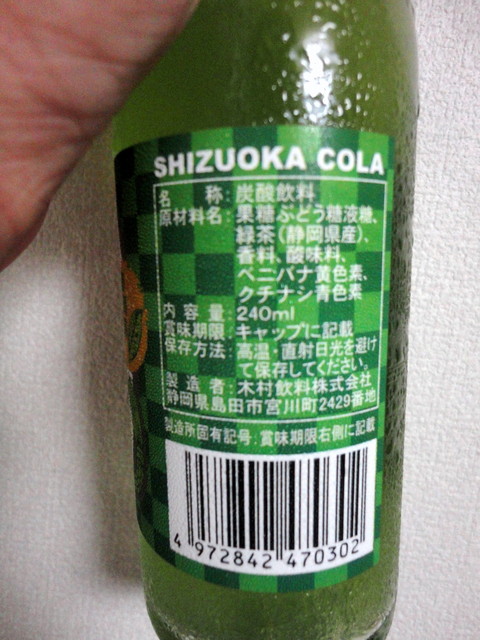 SHIZUOKA COLA
名 称:炭酸飲料
原材料名:果糖ぶどう糖液糖、
緑茶(静岡県産)、
香料、酸味料、
ベニバナ黄色素、
クチナシ青色素
内 容 量:240ml
賞味期限:キャップに記載
保存方法:高温・直射日光を避け
て保存してください。
製 造 者:木村飲料株式会社
静岡県島田市宮川町2429番地
製造所固有記号:賞味期限右側に記載
4 972842 470302